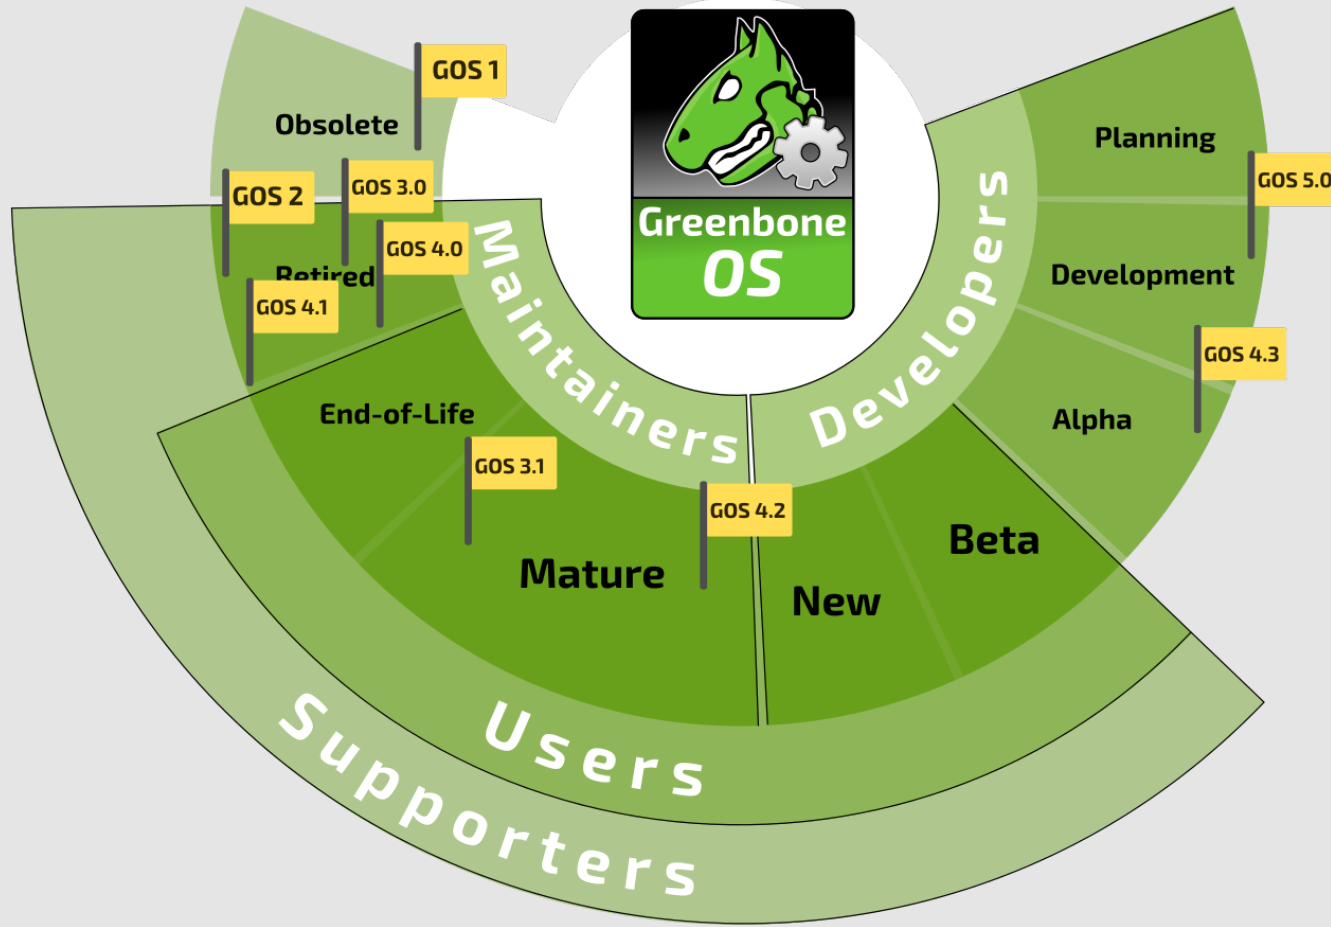 GOS 1
Obsolete
GOS 2
GOS 3.0
GOS 4.0
Retired
GOS 4.1
Greenbone
OS
Planning
GOS 5.0
Development
GOS 4.3
Alpha
Maintainers
Developers
End-of-Life
GOS 3.1
GOS 4.2
Mature
New
Beta
Users
Supporters